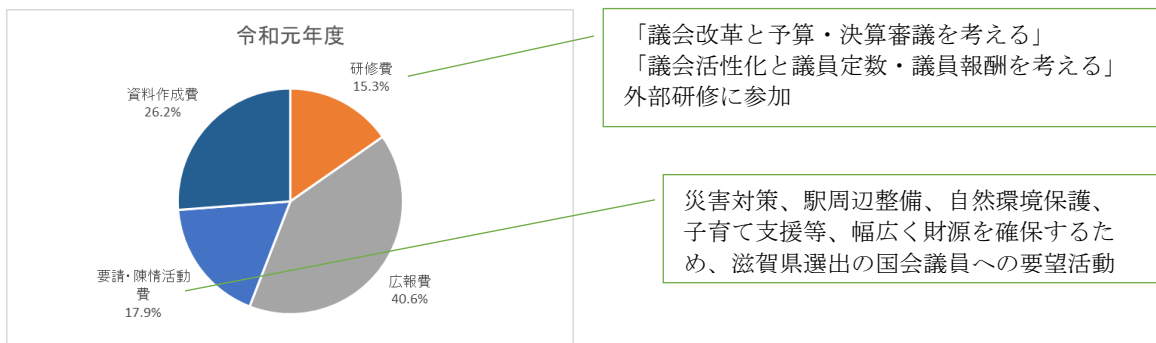 令和元年度
研修費
15.3%
資料作成費
26.2%
要請・陳情活動
費
17.9%
広報費
40.6%
「議会改革と予算・決算審議を考える」
「議会活性化と議員定数・議員報酬を考える」
外部研修に参加
災害対策、駅周辺整備、自然環境保護、
子育て支援等、幅広く財源を確保するた
め、滋賀県選出の国会議員への要望活動